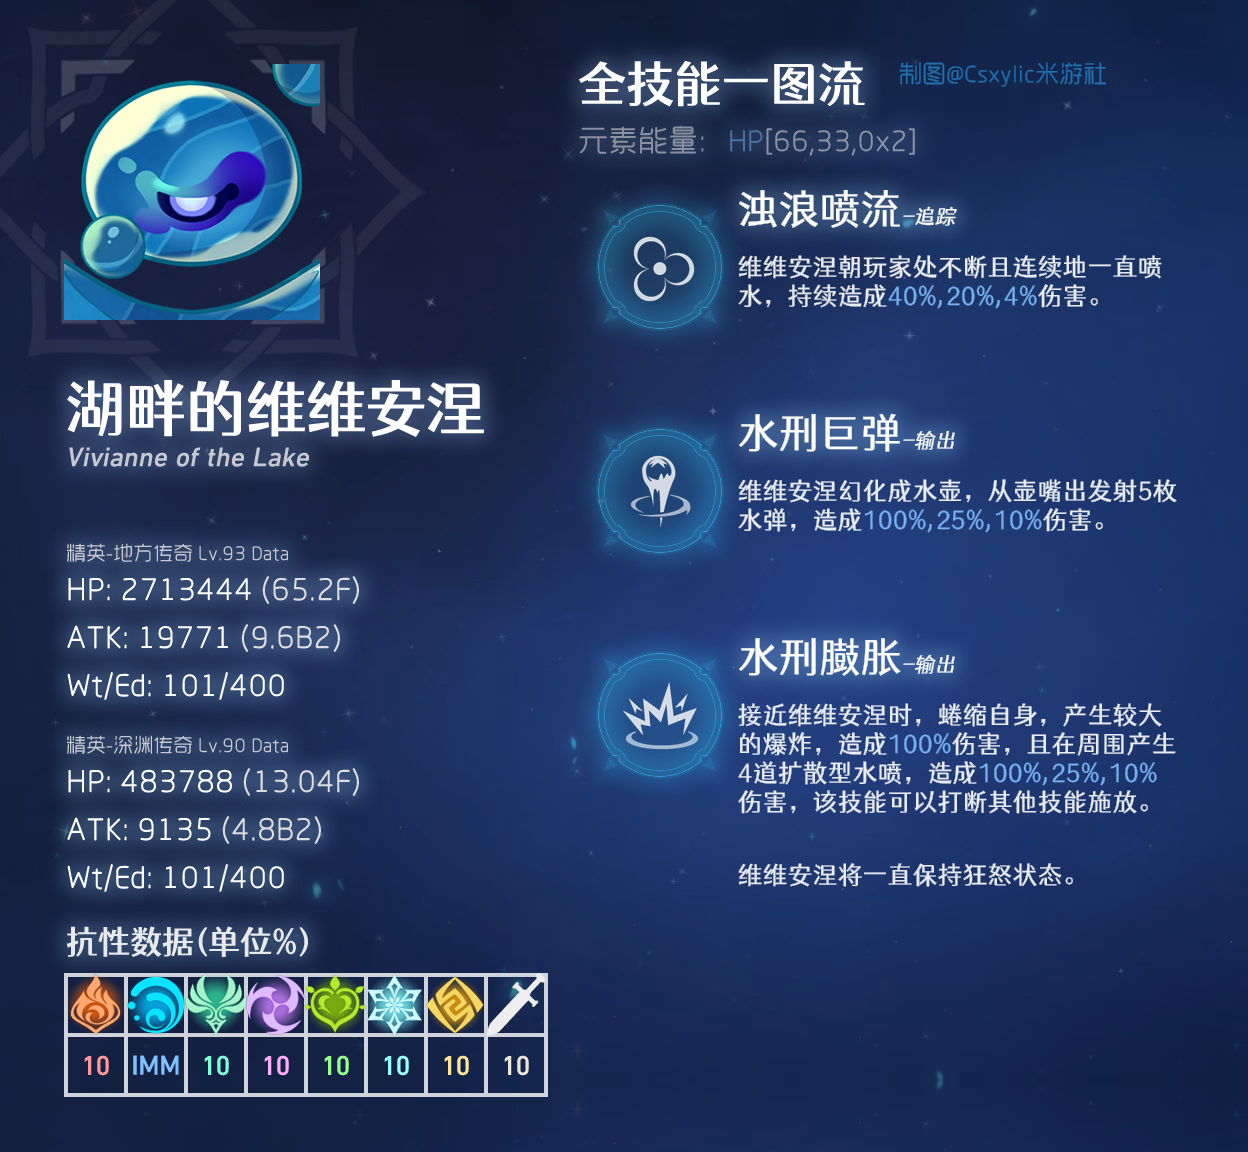 全技能一图流
制图@Csxylic米游社
元素能量: HP[66,33,0x2]
浊浪喷流-追踪
维维安涅朝玩家处不断且连续地一直喷
水，持续造成40%,20%,4%伤害。
水刑巨弹-输出
维维安涅幻化成水壶，从壶嘴出发射5枚
水弹，造成100%,25%,10%伤害。
水刑臌胀-输出
接近维维安涅时，蜷缩自身，产生较大
的爆炸，造成100%伤害，且在周围产生
4道扩散型水喷，造成100%,25%,10%
伤害，该技能可以打断其他技能施放。
维维安涅将一直保持狂怒状态。
湖畔的维维安涅
Vivianne of the Lake
精英-地方传奇 Lv.93 Data
HP: 2713444 (65.2F)
ATK: 19771 (9.6B2)
Wt/Ed: 101/400
精英-深渊传奇 Lv.90 Data
HP: 483788 (13.04F)
ATK: 9135 (4.8B2)
Wt/Ed: 101/400
抗性数据(单位%)
10 IMM 10 10 10 10 10 10